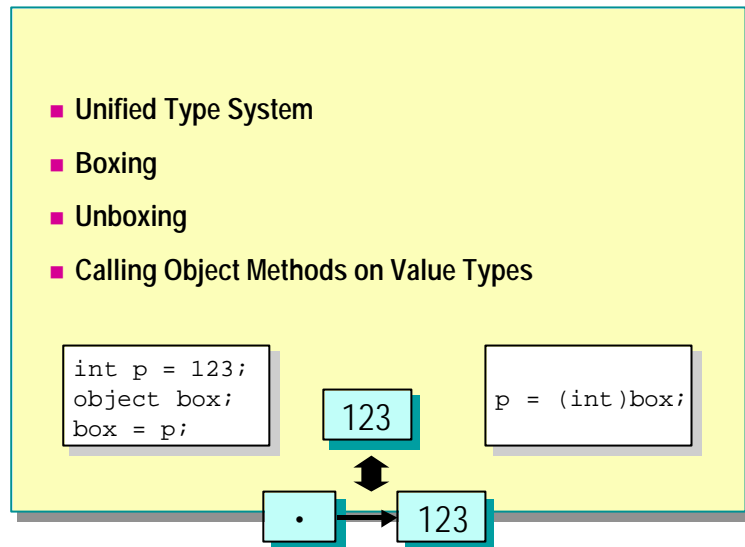 Unified Type System
Boxing
Unboxing
Calling Object Methods on Value Types
int p = 123;
object box;
box = p;
123
p = (int)box;
123